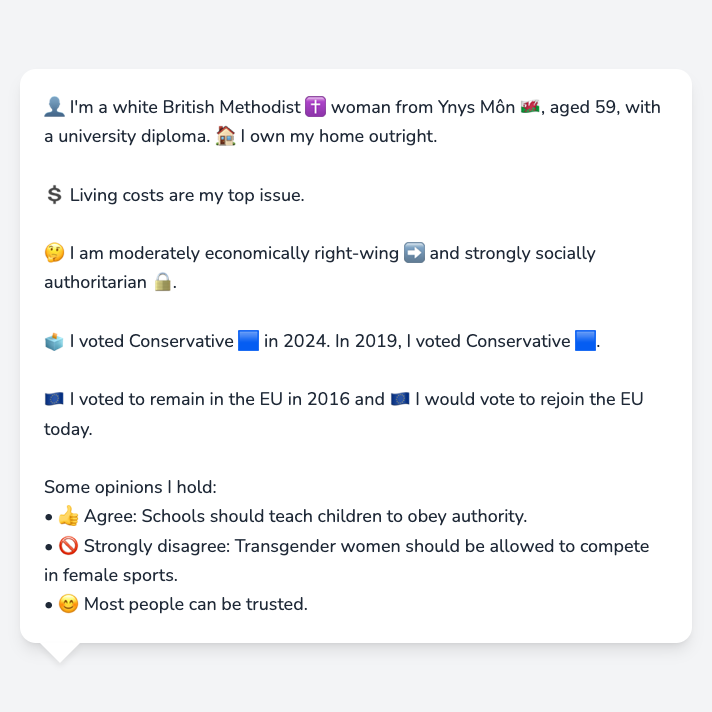 👤 I'm a white British Methodist ✝️ woman from Ynys Môn 🏴󠁧󠁢󠁷󠁬󠁳󠁿, aged 59, with
a university diploma. 🏠 I own my home outright.
💲 Living costs are my top issue.
🤔 I am moderately economically right-wing ➡️ and strongly socially
authoritarian 🔒.
🗳️ I voted Conservative 🟦 in 2024. In 2019, I voted Conservative 🟦.
🇪🇺 I voted to remain in the EU in 2016 and 🇪🇺 I would vote to rejoin the EU
today.
Some opinions I hold:
• 👍 Agree: Schools should teach children to obey authority.
• 🚫 Strongly disagree: Transgender women should be allowed to compete
in female sports.
• 😊 Most people can be trusted.